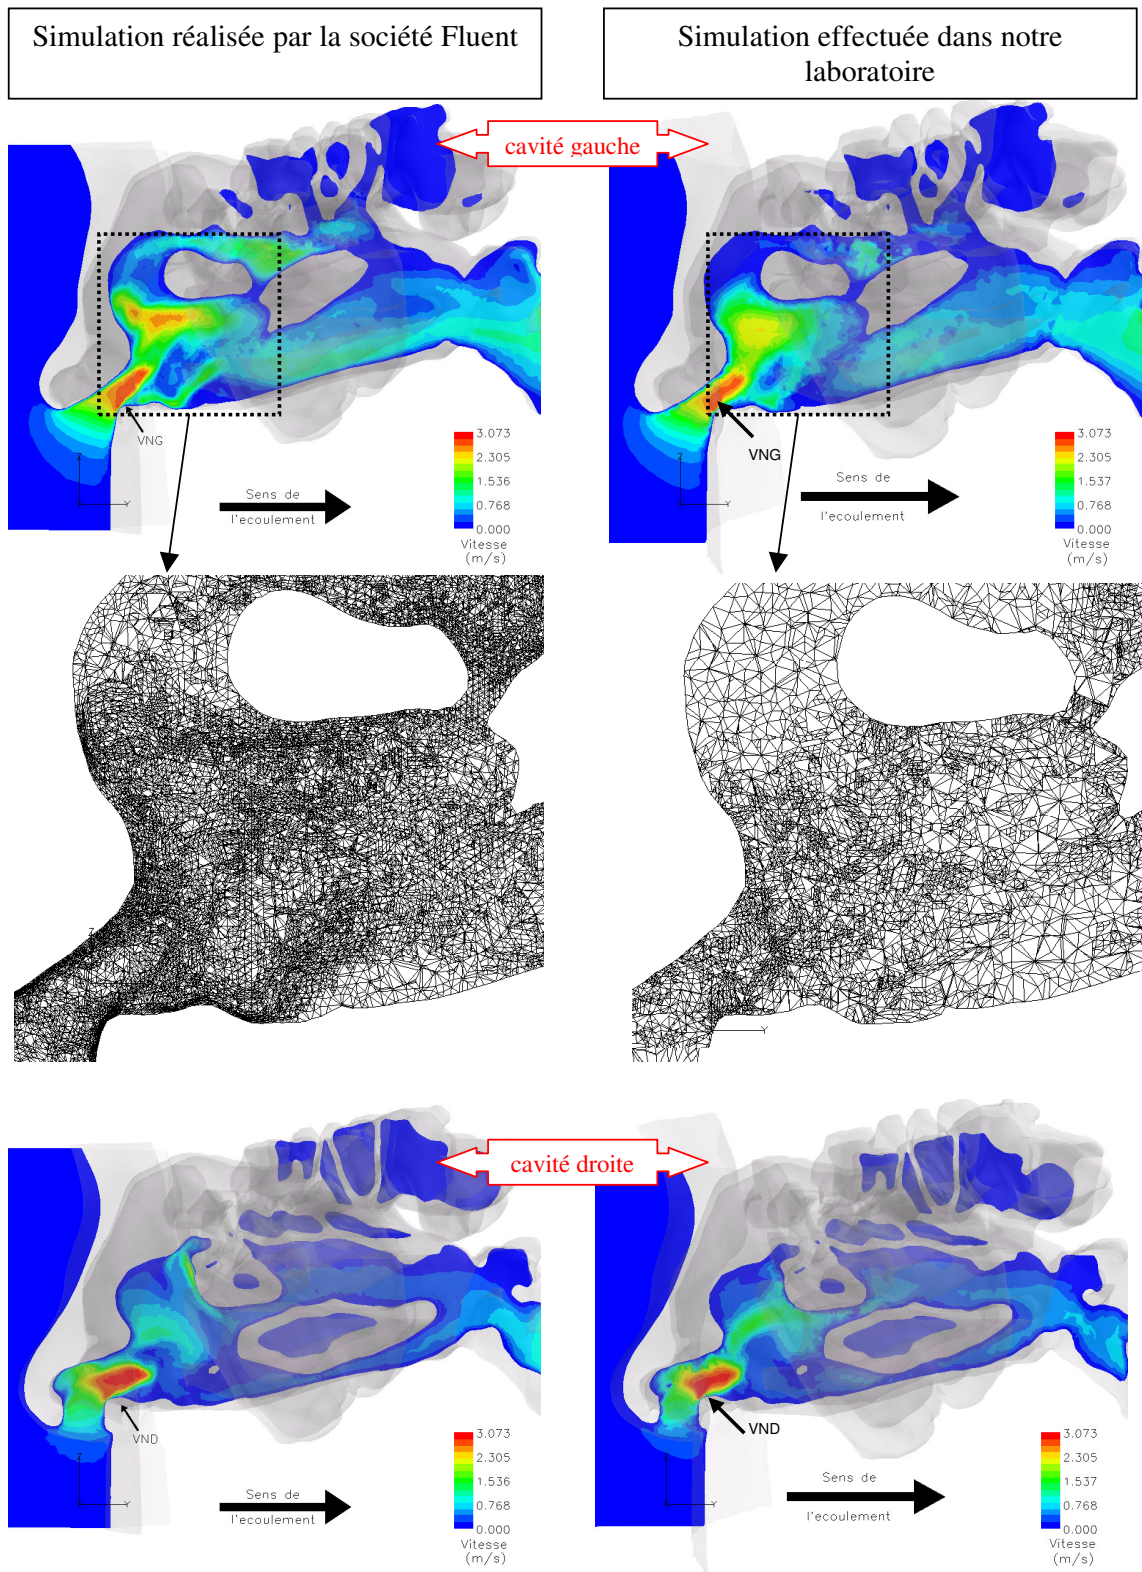 Simulation réalisée par la société Fluent
Simulation effectuée dans notre
laboratoire
cavité gauche
VNG
Z
Y
Sens de
l'ecoulement
3.073
2.305
1.536
0.768
0.000
Vitesse
(m/s)
VNG
Z
Y
Sens de
l'ecoulement
3.073
2.305
1.537
0.768
0.000
Vitesse
(m/s)
Z
Y
cavité droite
VND
Z
Y
Sens de
l'ecoulement
3.073
2.305
1.536
0.768
0.000
Vitesse
(m/s)
VND
Z
Y
Sens de
l'ecoulement
3.073
2.305
1.537
0.768
0.000
Vitesse
(m/s)